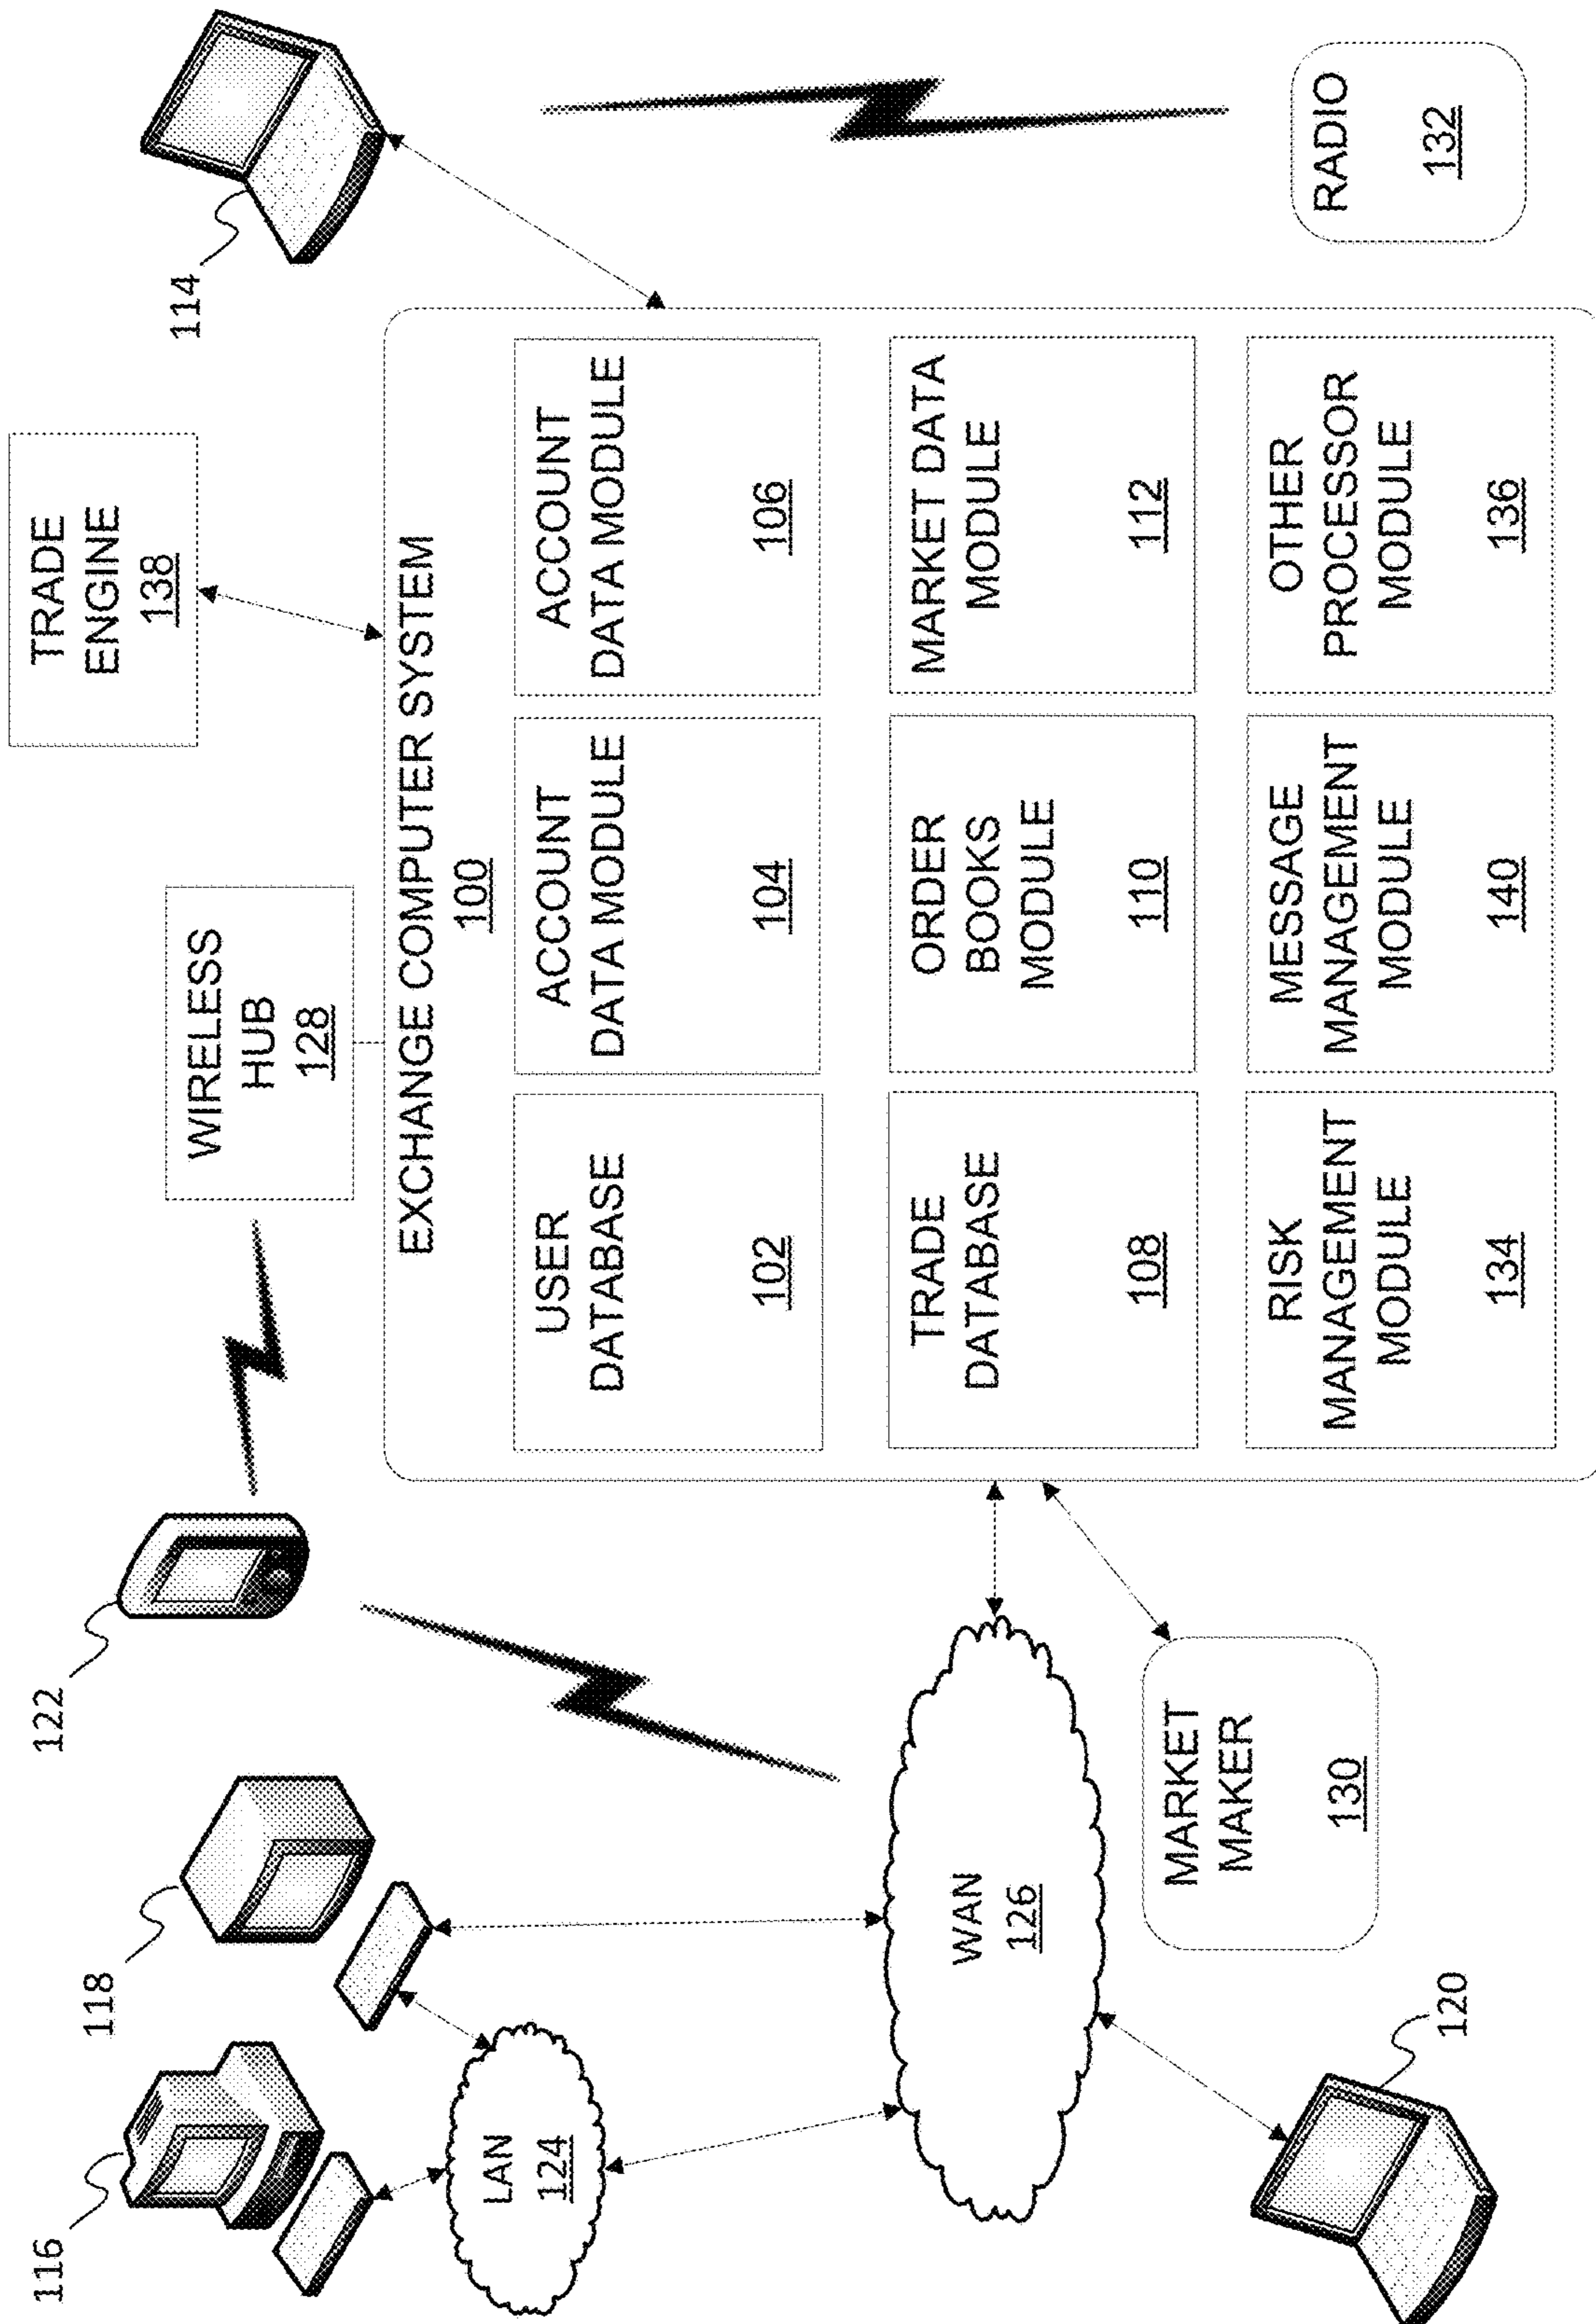 116
118
122
WIRELESS
HUB
128
TRADE
ENGINE
138
114
LAN
124
WAN
126
120
MARKET
MAKER
130
EXCHANGE COMPUTER SYSTEM
100
USER
DATABASE
102
ACCOUNT
DATA MODULE
104
ACCOUNT
DATA MODULE
106
TRADE
DATABASE
108
ORDER
BOOKS
MODULE
110
MARKET DATA
MODULE
112
RISK
MANAGEMENT
MODULE
134
MESSAGE
MANAGEMENT
MODULE
140
OTHER
PROCESSOR
MODULE
136
RADIO
132